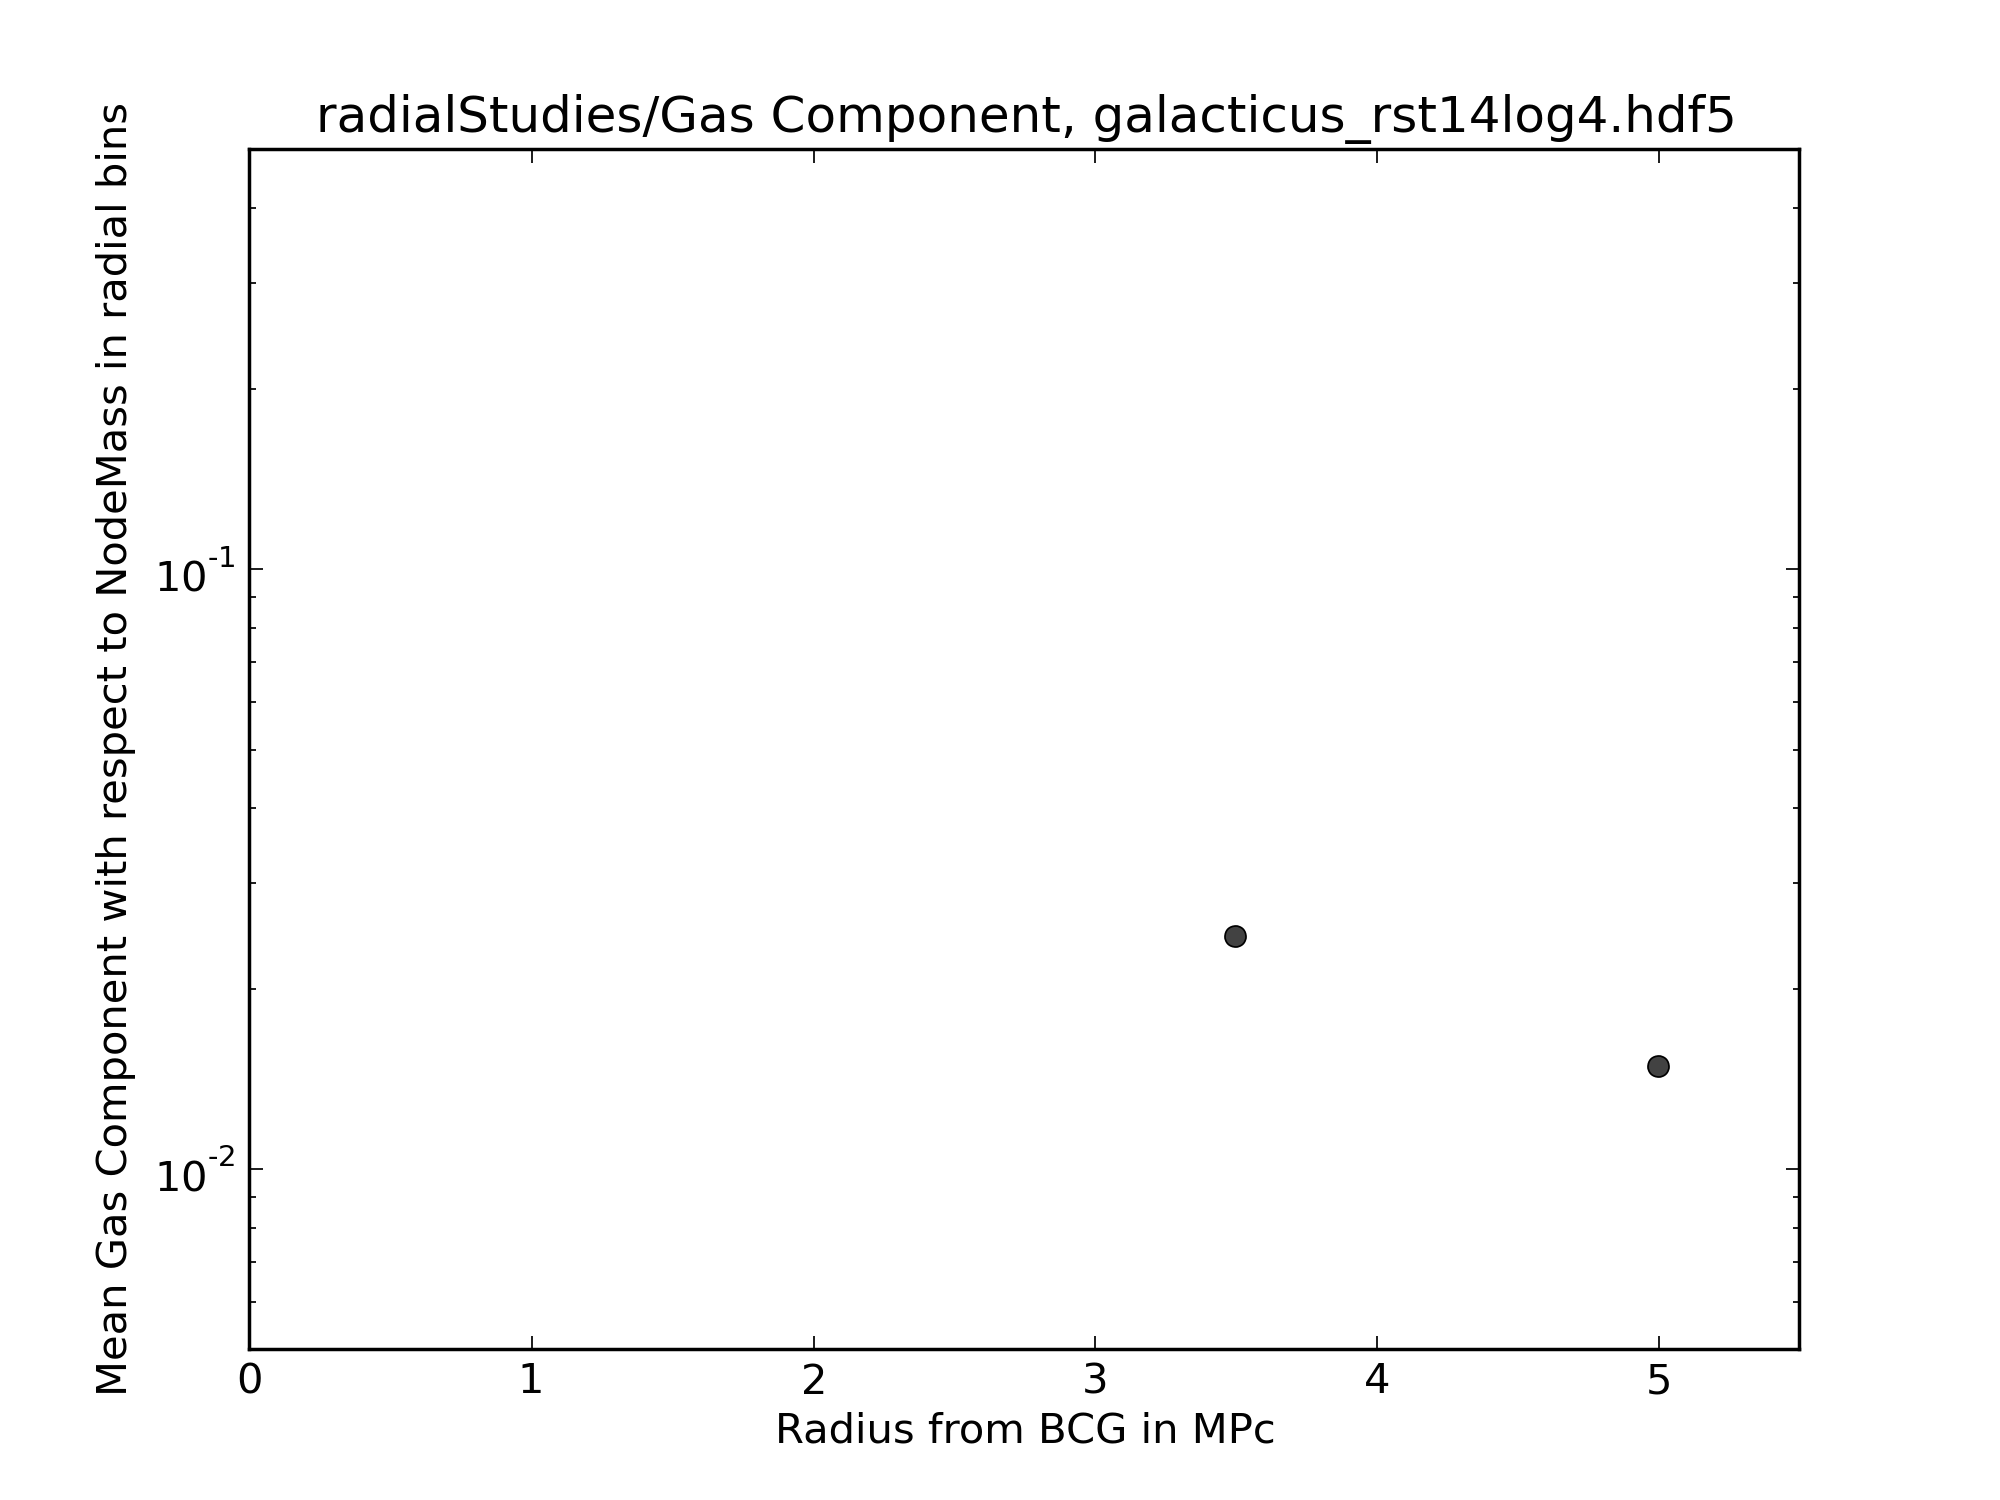 radialStudies/Gas Component, galacticus_rst14log4.hdf5
Mean Gas Component with respect to NodeMass in radial bins
10^-1
10^-2
0 1 2 3 4 5
Radius from BCG in MPc